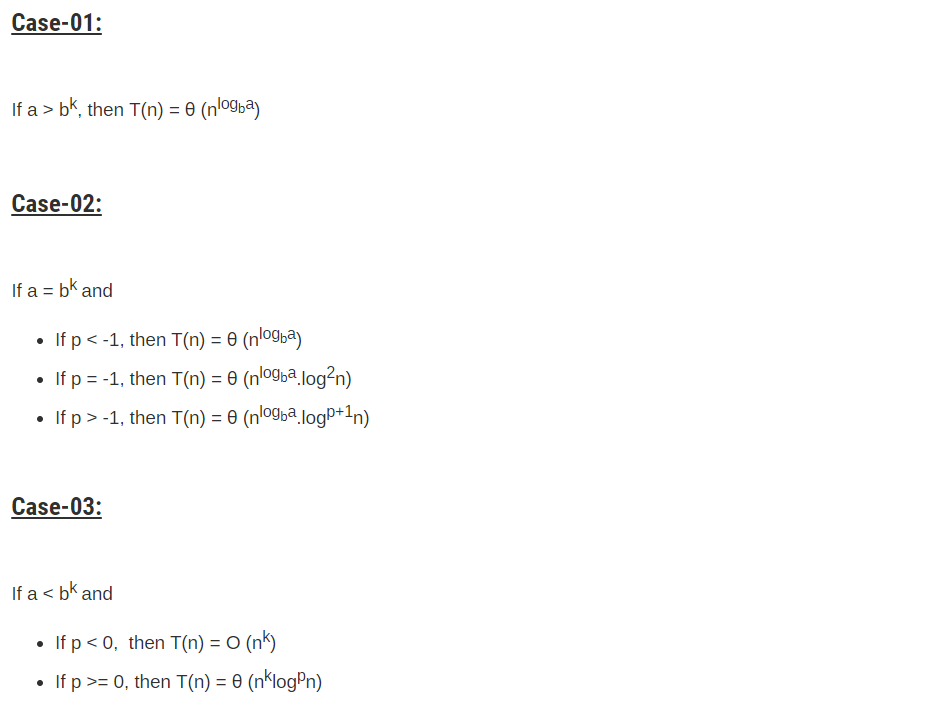 Case-01:
If a > b^k, then T(n) = θ (n^(log_b a))
Case-02:
If a = b^k and
• If p < -1, then T(n) = θ (n^(log_b a))
• If p = -1, then T(n) = θ (n^(log_b a).log^2 n)
• If p > -1, then T(n) = θ (n^(log_b a).log^(p+1) n)
Case-03:
If a < b^k and
• If p < 0, then T(n) = O (n^k)
• If p >= 0, then T(n) = θ (n^k log^p n)